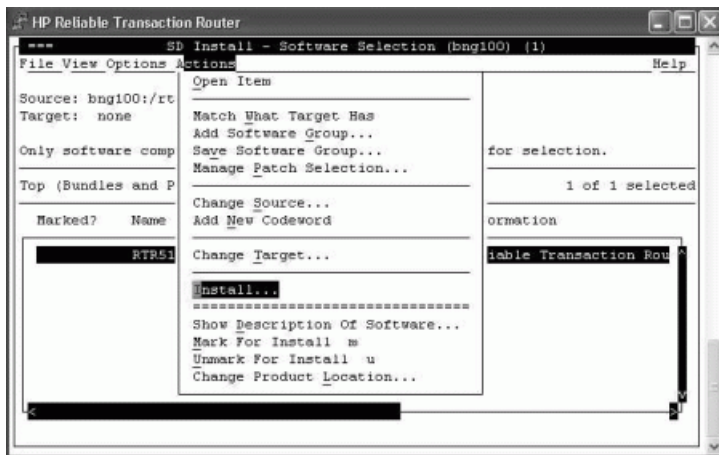 HP Reliable Transaction Router
=== SD Install - Software Selection (bng100) (1)
File View Options Actions Help
Open Item
Source: bng100:/rt
Target: none Match What Target Has
Add Software Group...
Only software comp Save Software Group... for selection.
Manage Patch Selection...
Top (Bundles and P 1 of 1 selected
Change Source...
Marked? Name Add New Codeword ormation
RTR51 Change Target... iable Transaction Rou
Install...
Show Description Of Software...
Mark For Install m
Unmark For Install u
Change Product Location...